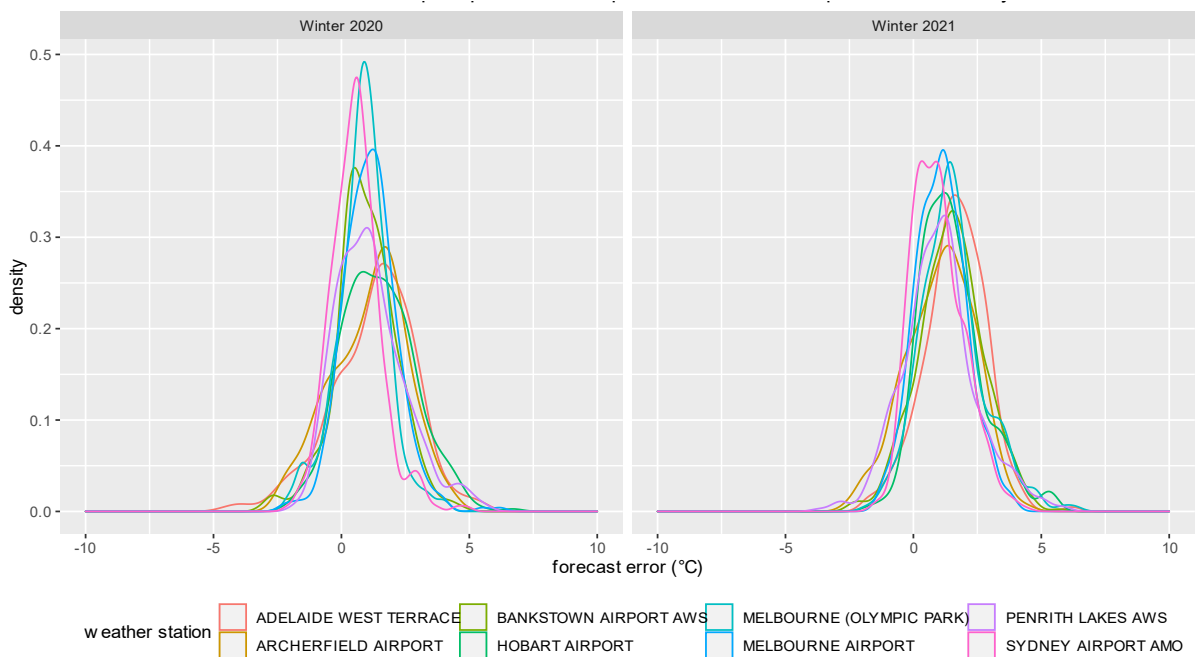 Winter 2020 Winter 2021
0.5
0.4
0.3
0.2
0.1
0.0
density
-10 -5 0 5 10 -10 -5 0 5 10
forecast error (°C)
weather station
ADELAIDE WEST TERRACE BANKSTOWN AIRPORT AWS MELBOURNE (OLYMPIC PARK) PENRITH LAKES AWS
ARCHERFIELD AIRPORT HOBART AIRPORT MELBOURNE AIRPORT SYDNEY AIRPORT AMO